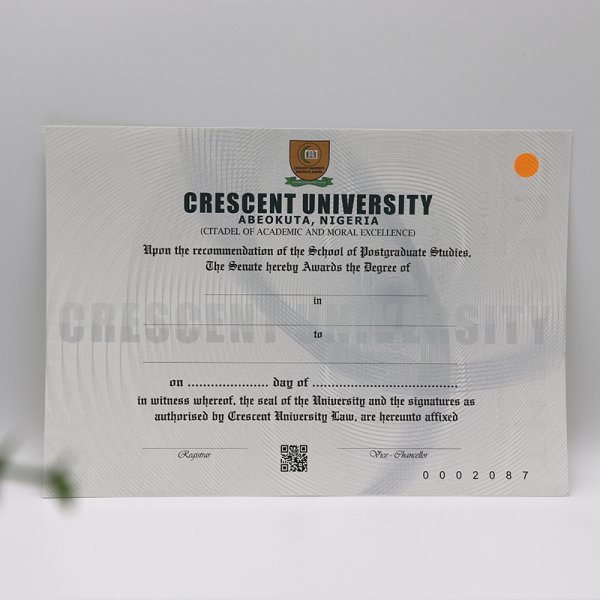 CRESCENT UNIVERSITY
ABEOKUTA, NIGERIA
(CITADEL OF ACADEMIC AND MORAL EXCELLENCE)
Upon the recommendation of the School of Postgraduate Studies,
The Senate hereby Awards the Degree of
in
CRESCENT UNIVERSITY
to
on ...................... day of .......................................
in witness whereof, the seal of the University and the signatures as
authorised by Crescent University Law, are hereunto affixed
Registrar
Vice - Chancellor
0002087